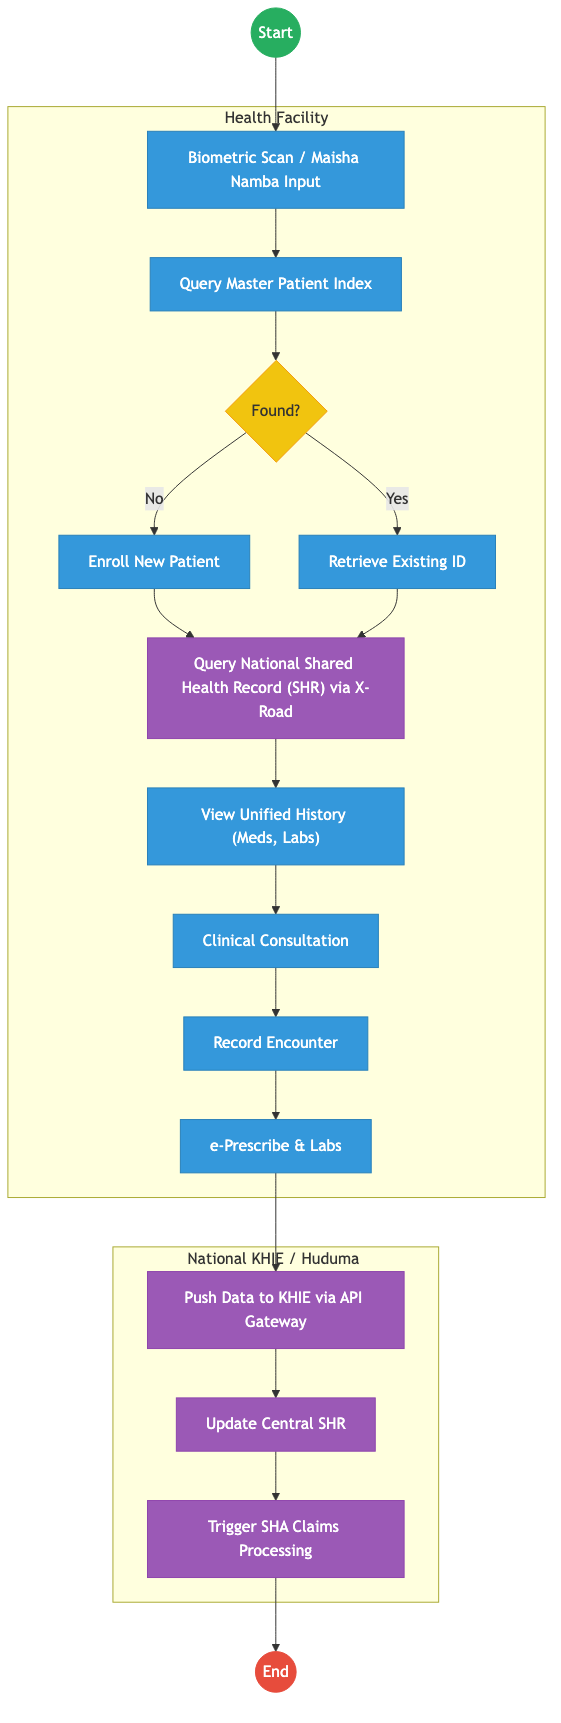 Start
Health Facility
Biometric Scan / Maisha
Namba Input
Query Master Patient Index
Found?
No
Yes
Enroll New Patient
Retrieve Existing ID
Query National Shared
Health Record (SHR) via X-
Road
View Unified History
(Meds, Labs)
Clinical Consultation
Record Encounter
e-Prescribe & Labs
National KHIE / Huduma
Push Data to KHIE via API
Gateway
Update Central SHR
Trigger SHA Claims
Processing
End